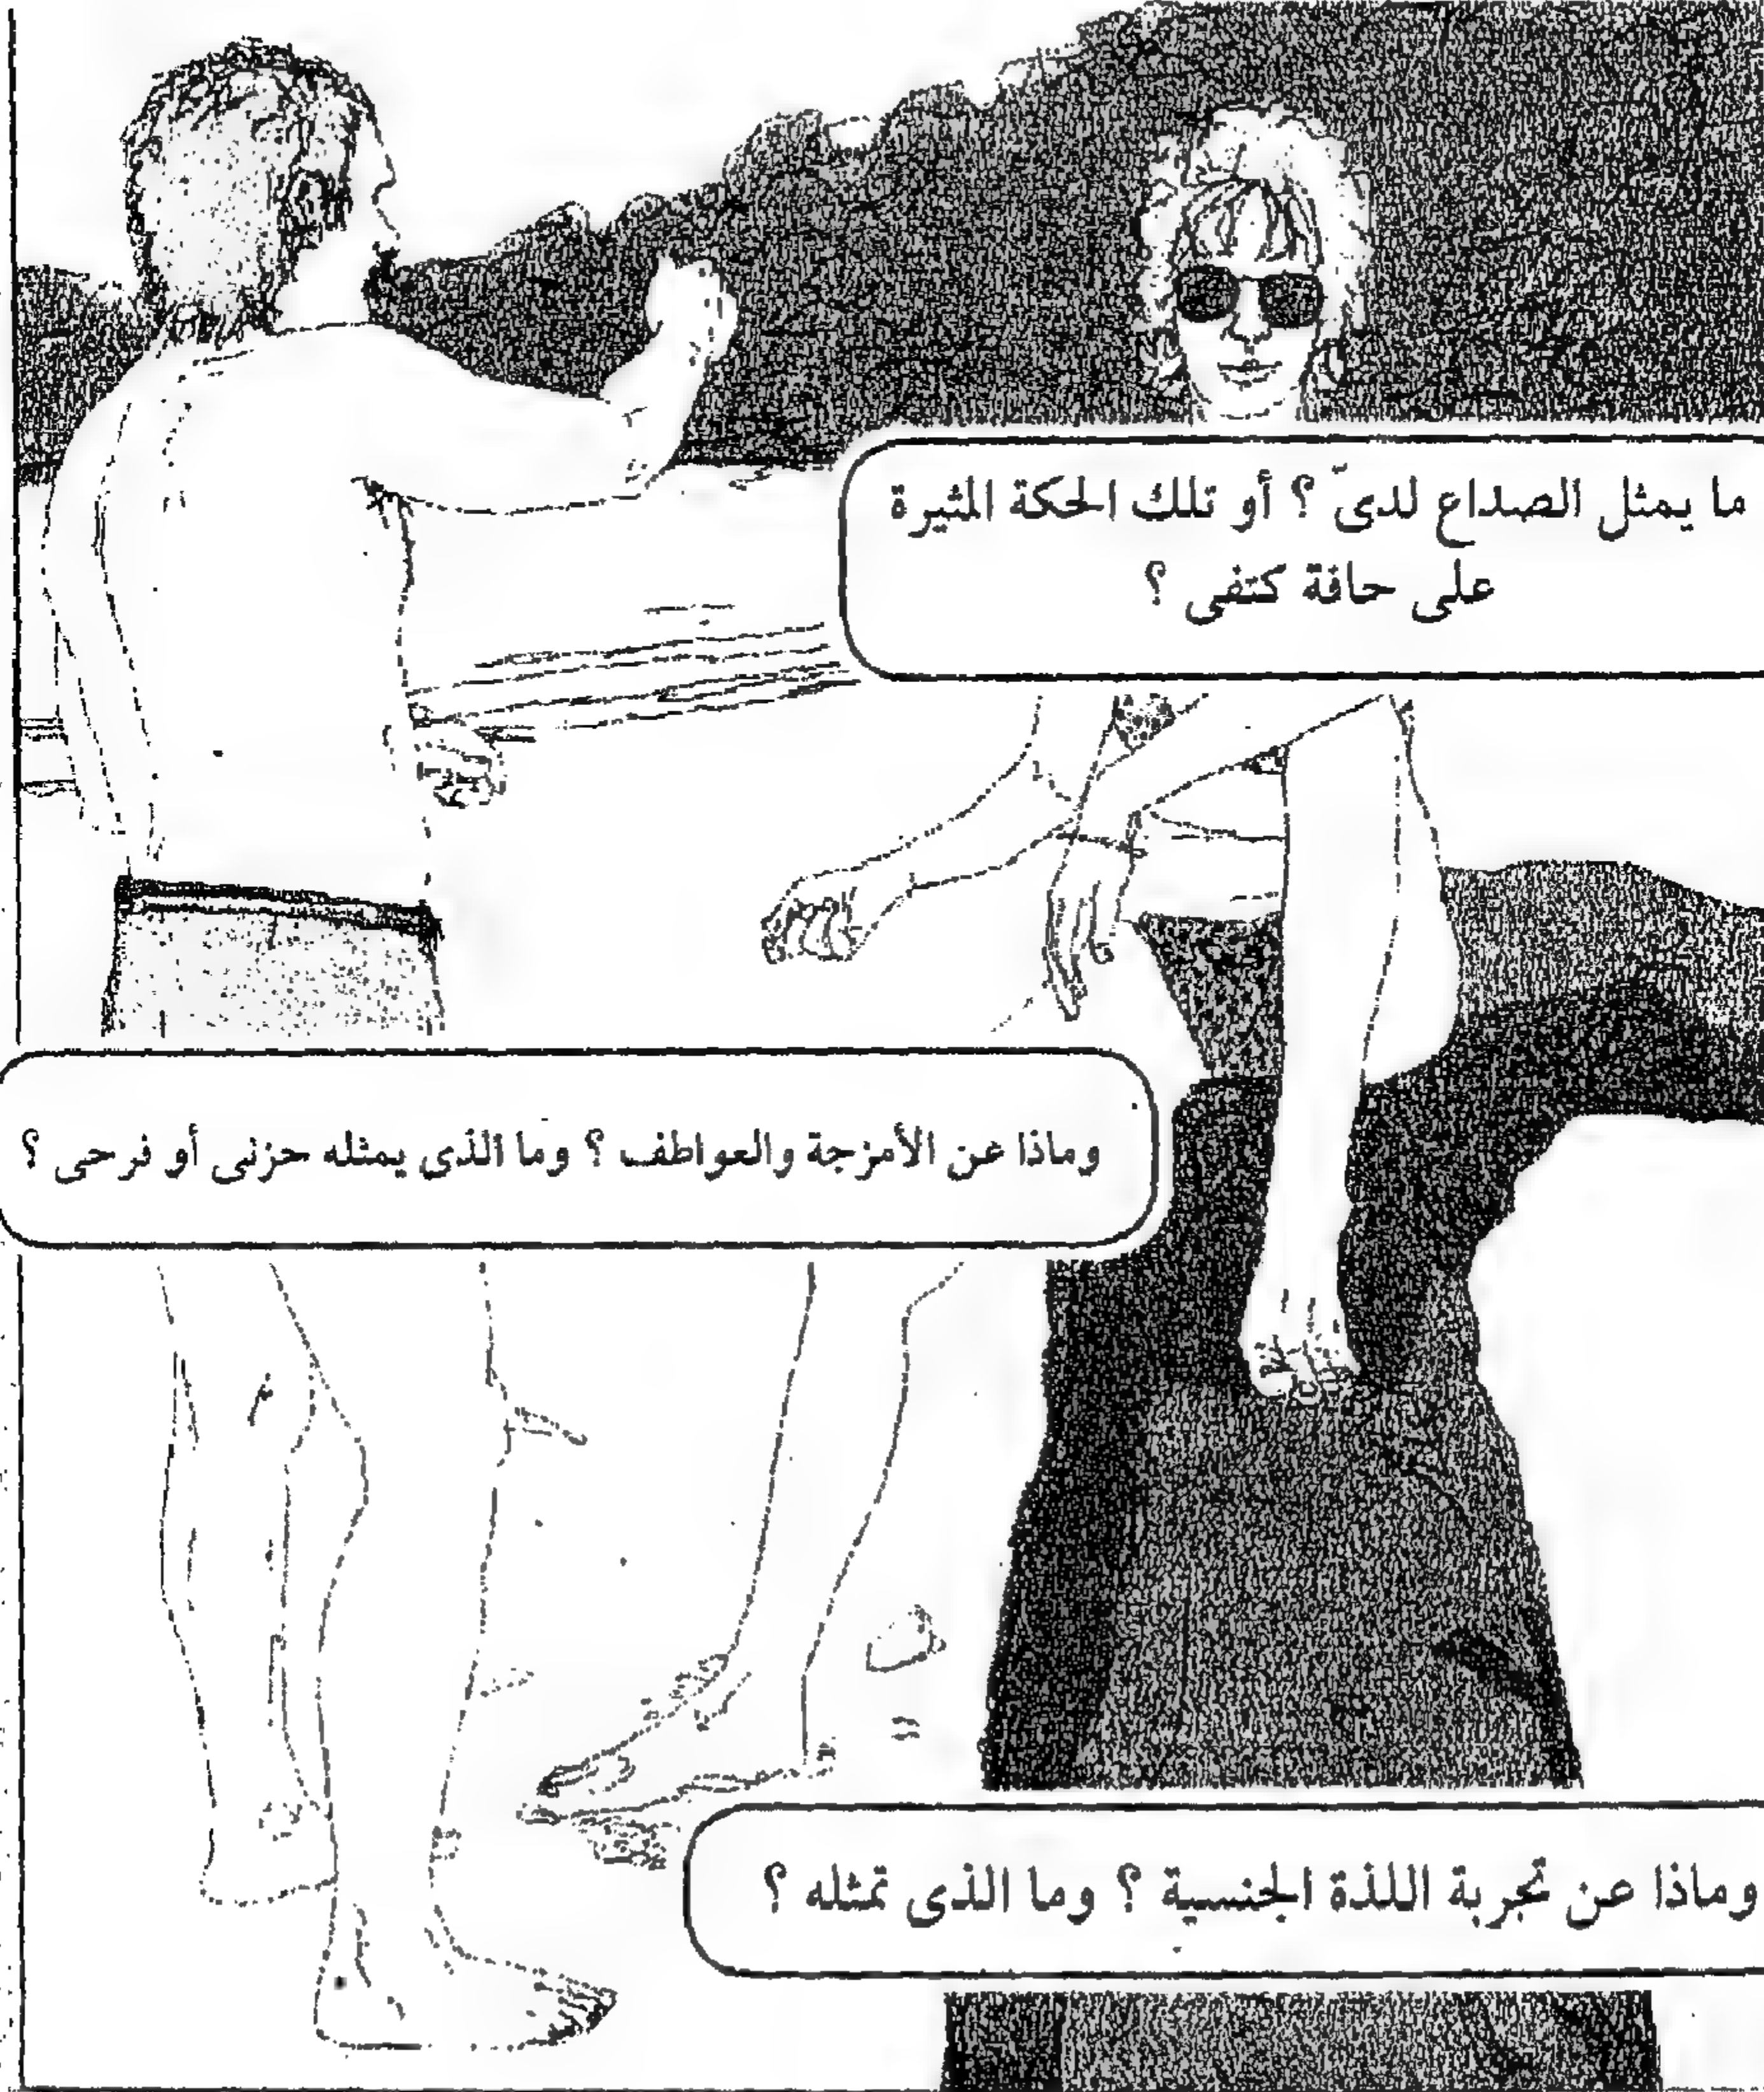 ما يمثل الصداع لدىّ ؟ أو تلك الحكة المثيرة
على حافة كتفى ؟
وماذا عن الأمزجة والعواطف ؟ وما الذى يمثله حزنى أو فرحى ؟
وماذا عن تجربة اللذة الجنسية ؟ وما الذى تمثله ؟